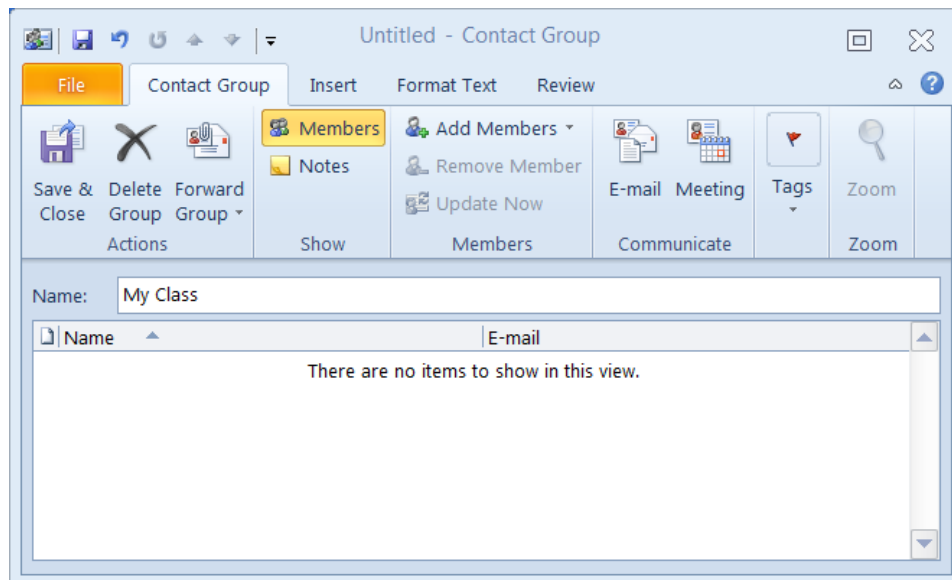 Untitled - Contact Group
File Contact Group Insert Format Text Review
Save & Close
Delete Group
Forward Group
Actions
Members
Notes
Show
Add Members
Remove Member
Update Now
Members
E-mail
Meeting
Communicate
Tags
Zoom
Zoom
Name: My Class
Name E-mail
There are no items to show in this view.